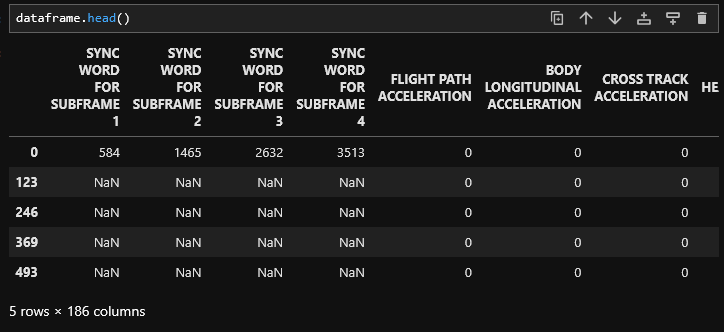 dataframe.head()
SYNC WORD FOR SUBFRAME 1 SYNC WORD FOR SUBFRAME 2 SYNC WORD FOR SUBFRAME 3 SYNC WORD FOR SUBFRAME 4 FLIGHT PATH ACCELERATION BODY LONGITUDINAL ACCELERATION CROSS TRACK ACCELERATION HE
0 584 1465 2632 3513 0 0 0
123 NaN NaN NaN NaN 0 0 0
246 NaN NaN NaN NaN 0 0 0
369 NaN NaN NaN NaN 0 0 0
493 NaN NaN NaN NaN 0 0 0
5 rows × 186 columns